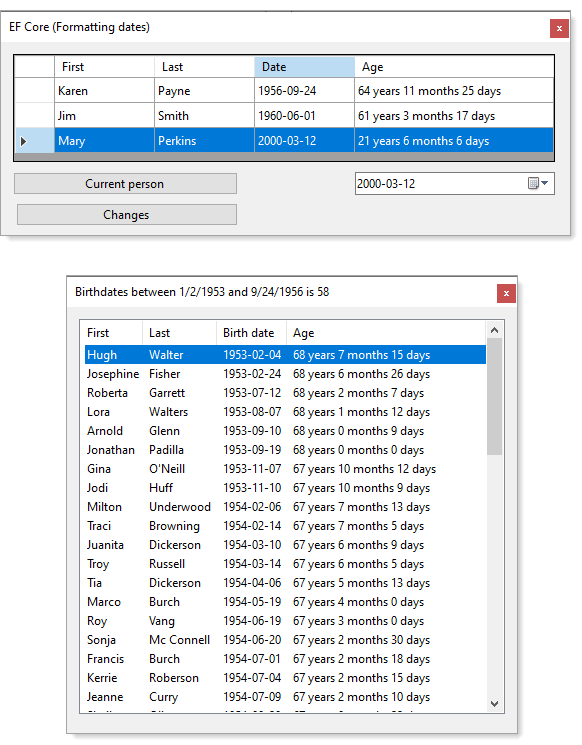 EF Core (Formatting dates)
x
First Last Date Age
Karen Payne 1956-09-24 64 years 11 months 25 days
Jim Smith 1960-06-01 61 years 3 months 17 days
Mary Perkins 2000-03-12 21 years 6 months 6 days
Current person 2000-03-12
Changes
Birthdates between 1/2/1953 and 9/24/1956 is 58
x
First Last Birth date Age
Hugh Walter 1953-02-04 68 years 7 months 15 days
Josephine Fisher 1953-02-24 68 years 6 months 26 days
Roberta Garrett 1953-07-12 68 years 2 months 7 days
Lora Walters 1953-08-07 68 years 1 months 12 days
Arnold Glenn 1953-09-10 68 years 0 months 9 days
Jonathan Padilla 1953-09-19 68 years 0 months 0 days
Gina O'Neill 1953-11-07 67 years 10 months 12 days
Jodi Huff 1953-11-10 67 years 10 months 9 days
Milton Underwood 1954-02-06 67 years 7 months 13 days
Traci Browning 1954-02-14 67 years 7 months 5 days
Juanita Dickerson 1954-03-10 67 years 6 months 9 days
Troy Russell 1954-03-14 67 years 6 months 5 days
Tia Dickerson 1954-04-06 67 years 5 months 13 days
Marco Burch 1954-05-19 67 years 4 months 0 days
Roy Vang 1954-06-19 67 years 3 months 0 days
Sonja Mc Connell 1954-06-20 67 years 2 months 30 days
Francis Burch 1954-07-01 67 years 2 months 18 days
Kerrie Roberson 1954-07-04 67 years 2 months 15 days
Jeanne Curry 1954-07-09 67 years 2 months 10 days